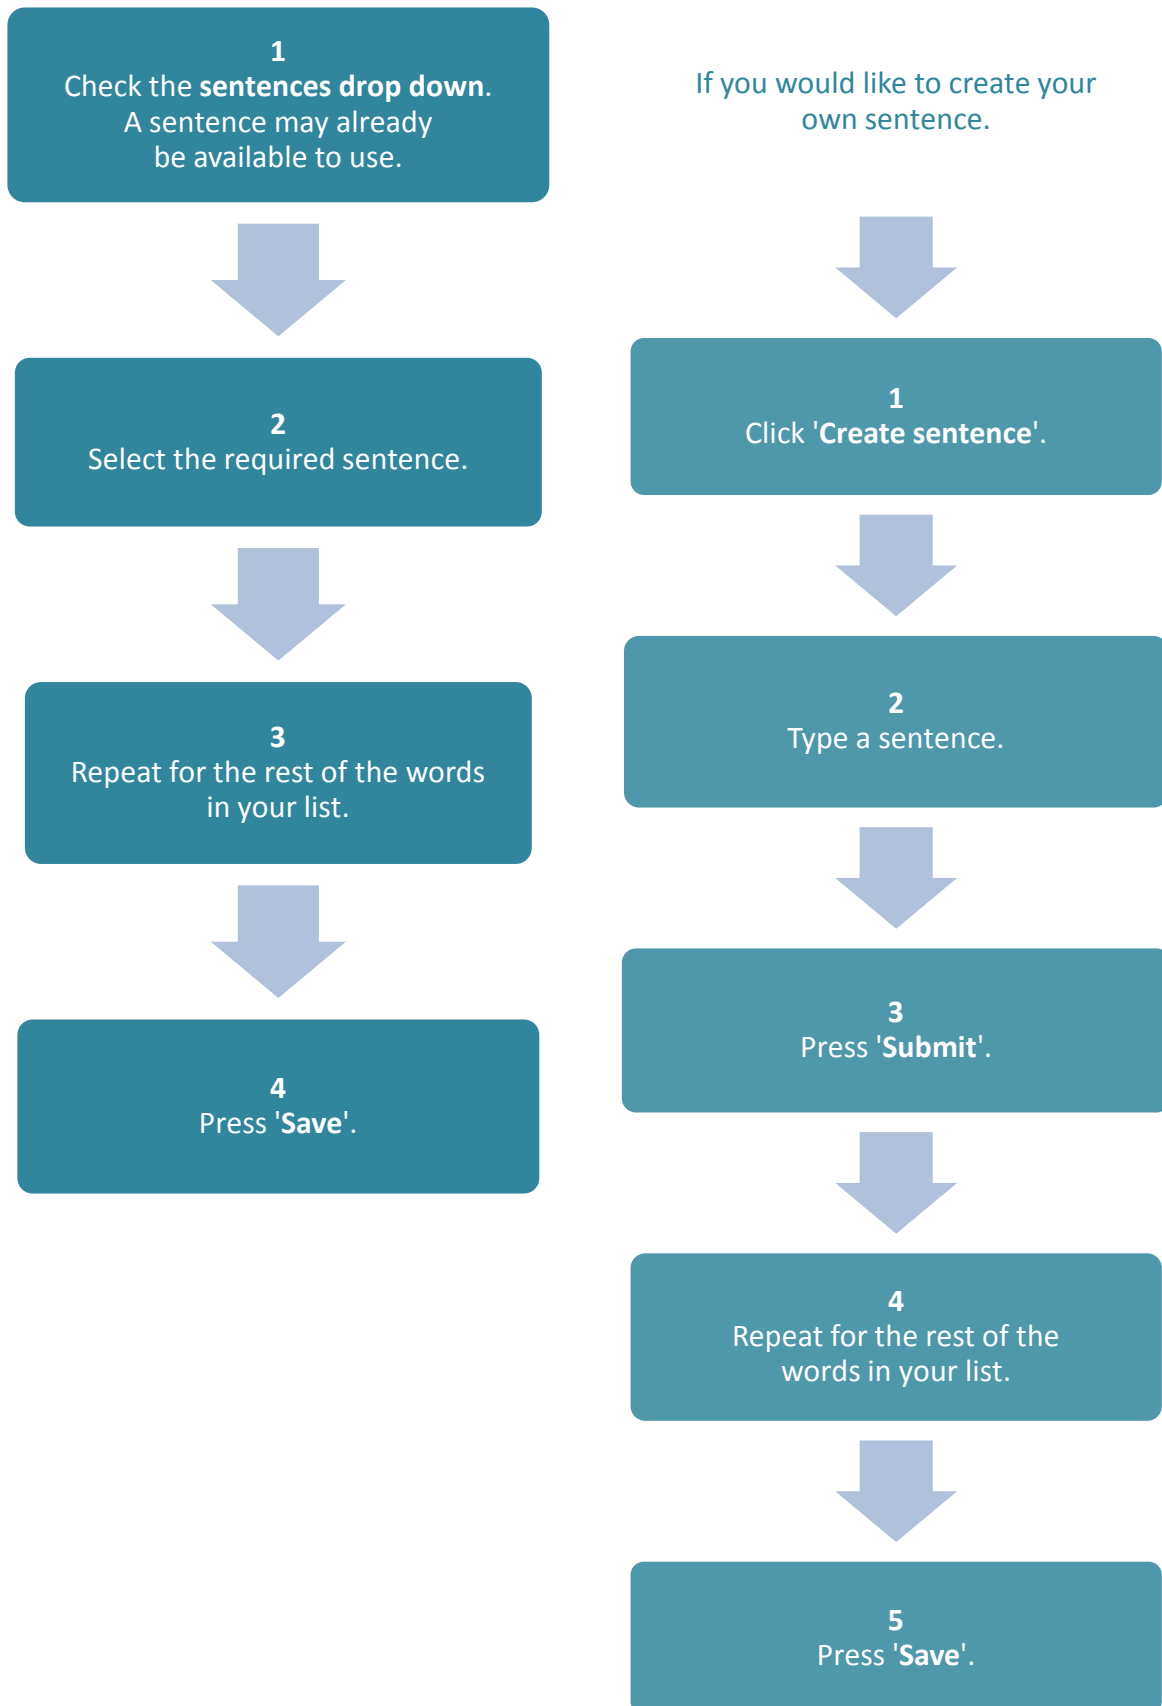 1
Check the sentences drop down.
A sentence may already
be available to use.
2
Select the required sentence.
3
Repeat for the rest of the words
in your list.
4
Press 'Save'.
If you would like to create your
own sentence.
1
Click 'Create sentence'.
2
Type a sentence.
3
Press 'Submit'.
4
Repeat for the rest of the
words in your list.
5
Press 'Save'.